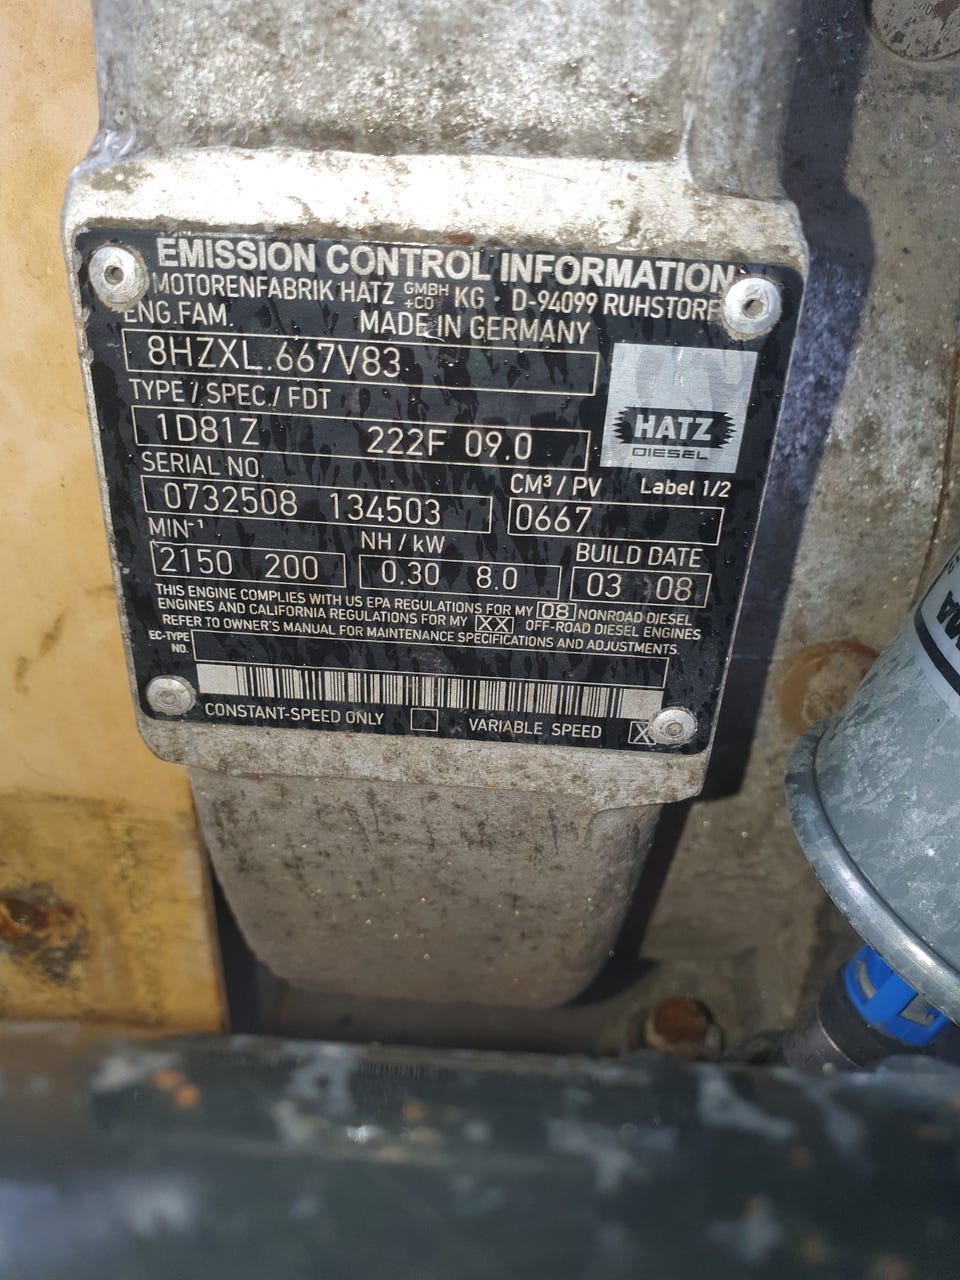 EMISSION CONTROL INFORMATION
MOTORENFABRIK HATZ GMBH +CO KG · D-94099 RUHSTORF
ENG.FAM. MADE IN GERMANY
8HZXL.667V83
TYPE / SPEC./ FDT
1D81Z 222F 09.0
HATZ
DIESEL
SERIAL NO. CM³/PV Label 1/2
0732508 134503 0667
MIN⁻¹ NH / kW BUILD DATE
2150 200 0.30 8.0 03 08
THIS ENGINE COMPLIES WITH US EPA REGULATIONS FOR MY 08 NONROAD DIESEL
ENGINES AND CALIFORNIA REGULATIONS FOR MY XX OFF-ROAD DIESEL ENGINES
REFER TO OWNER'S MANUAL FOR MAINTENANCE SPECIFICATIONS AND ADJUSTMENTS.
EC-TYPE
NO.
CONSTANT-SPEED ONLY VARIABLE SPEED X